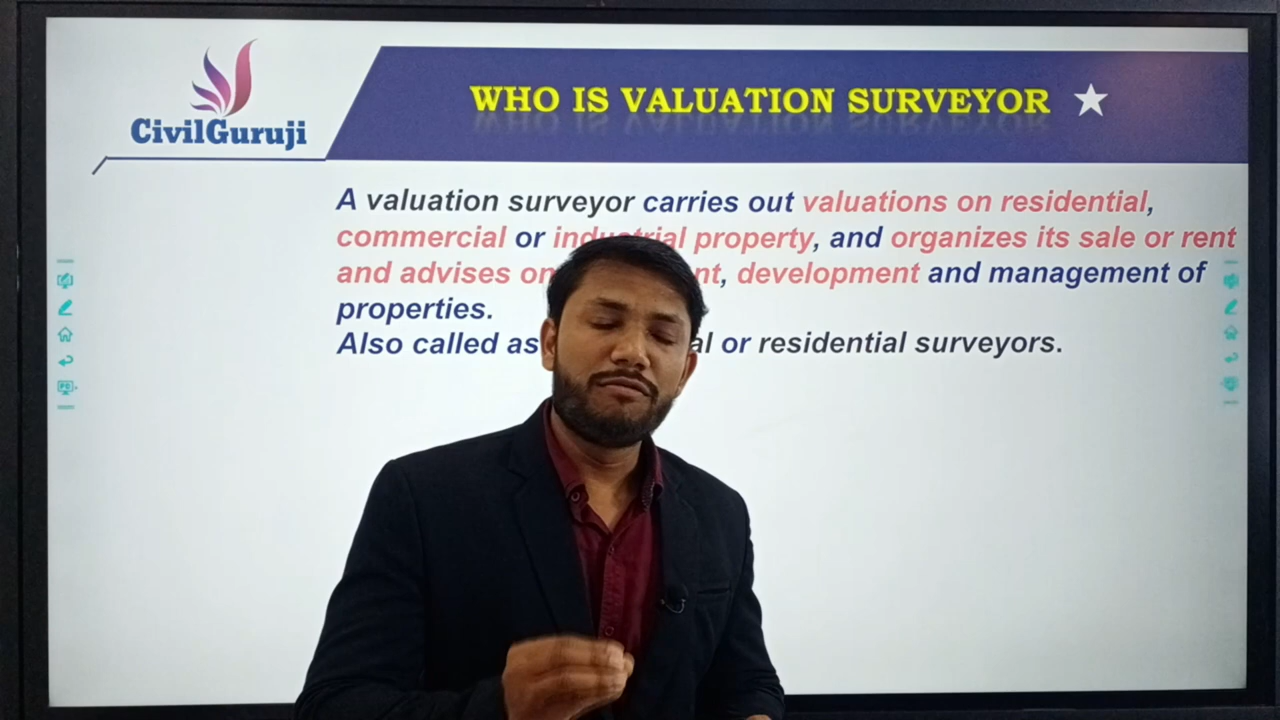 CivilGuruji
WHO IS VALUATION SURVEYOR
A valuation surveyor carries out valuations on residential,
commercial or industrial property, and organizes its sale or rent
and advises on development and management of
properties.
Also called as or residential surveyors.